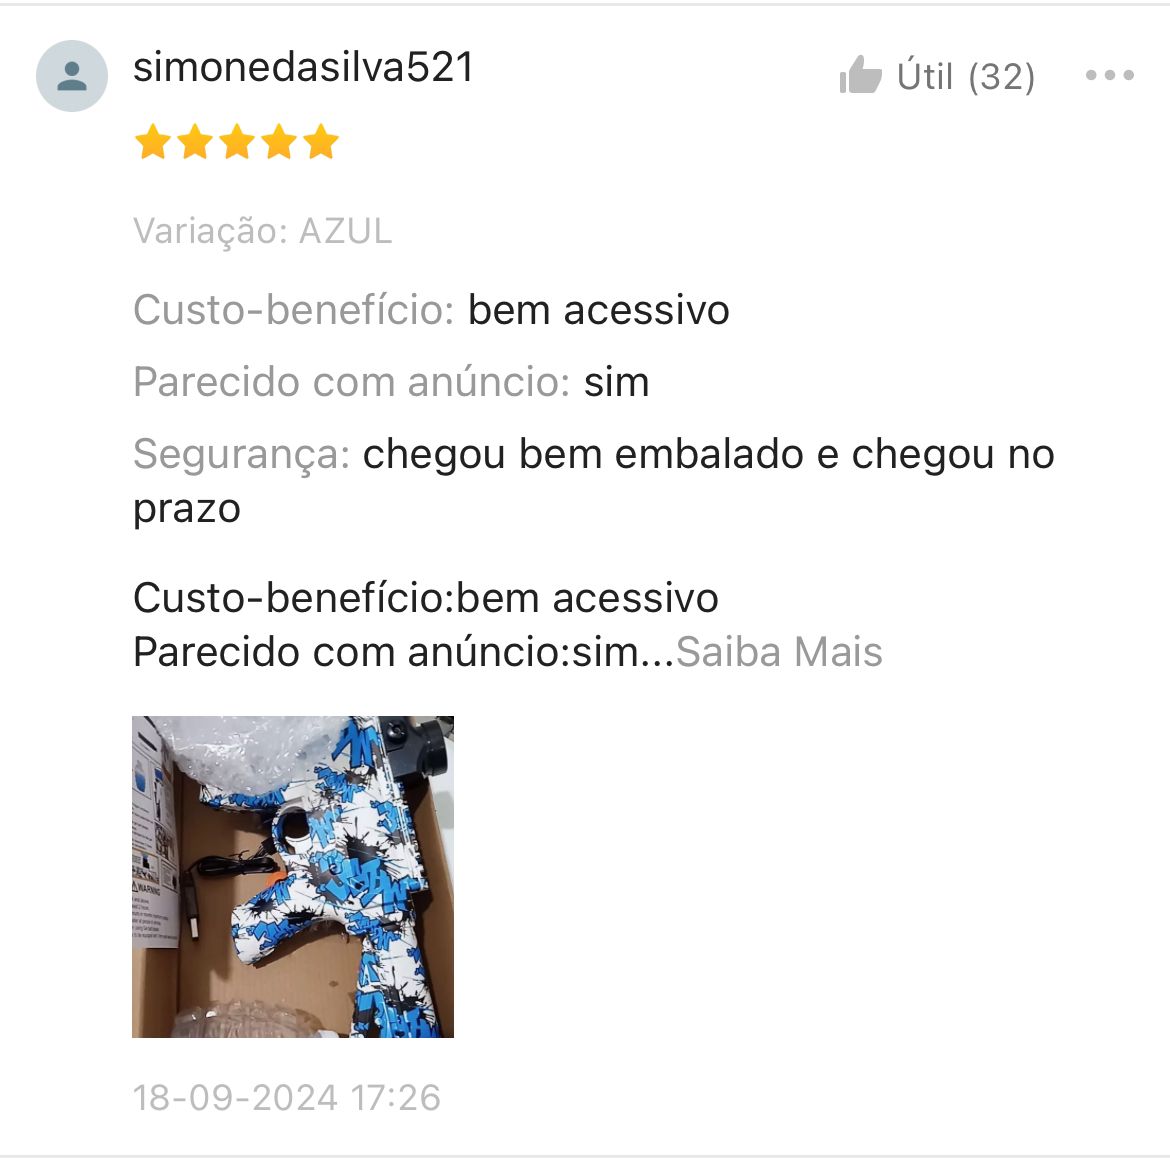 simonedasilva521
Útil (32)
Variação: AZUL
Custo-benefício: bem acessivo
Parecido com anúncio: sim
Segurança: chegou bem embalado e chegou no
prazo
Custo-benefício:bem acessivo
Parecido com anúncio:sim...Saiba Mais
WARNING
18-09-2024 17:26